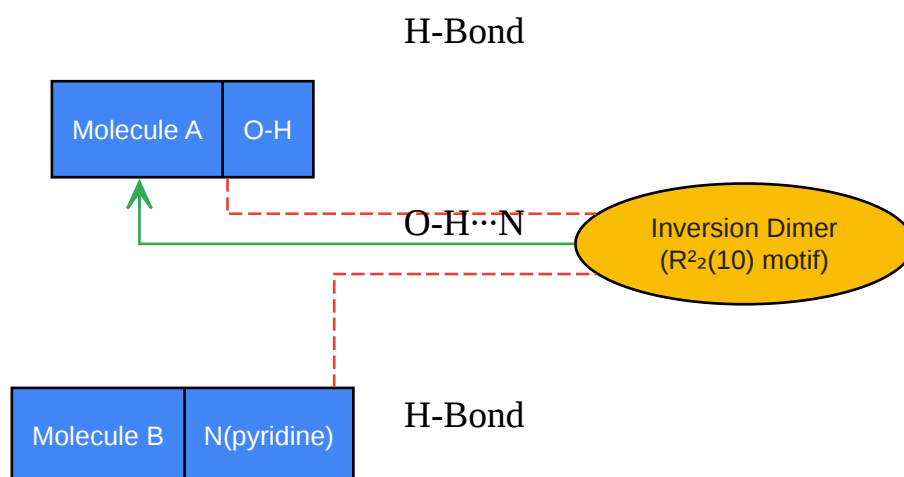 H-Bond
Molecule A
O-H
O-H···N
Inversion Dimer
(R²₂(10) motif)
Molecule B
N(pyridine)
H-Bond